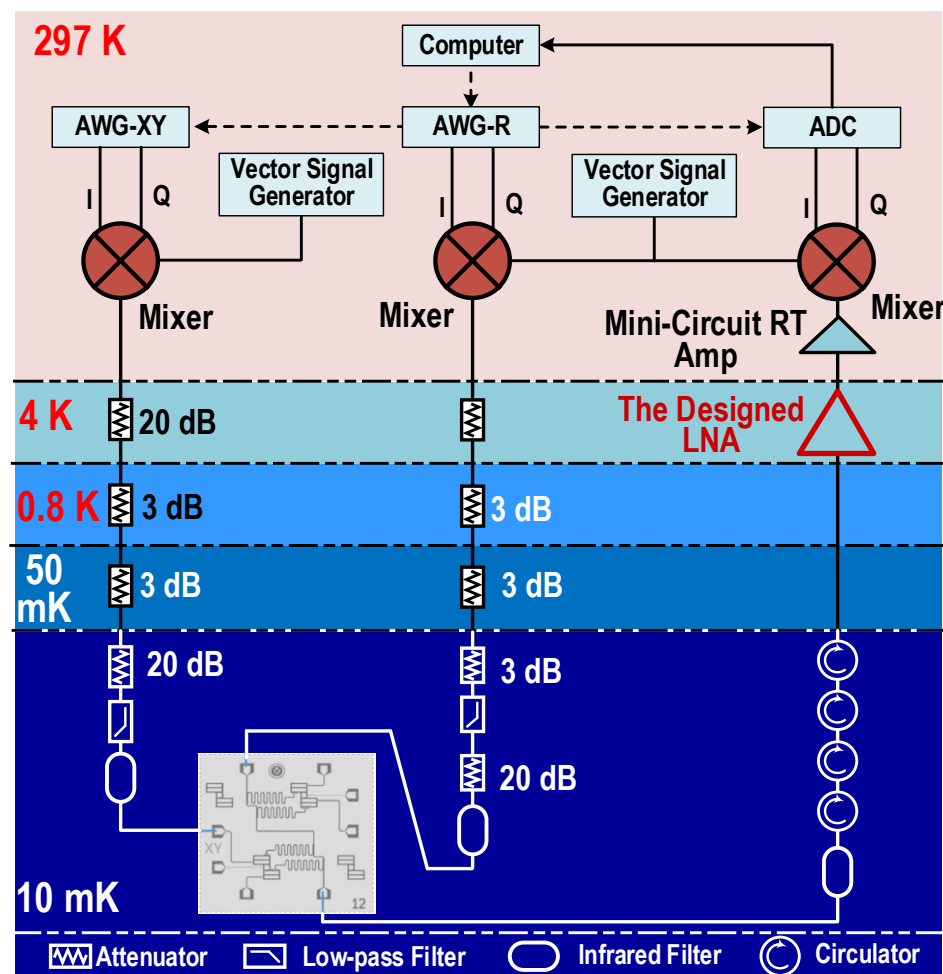 297 K
Computer
AWG-XY
AWG-R
ADC
Vector Signal
Generator
Vector Signal
Generator
I
Q
I
Q
I
Q
Mixer
Mixer
Mixer
Mini-Circuit RT
Amp
4 K
20 dB
The Designed
LNA
0.8 K
3 dB
3 dB
50
mK
3 dB
3 dB
20 dB
3 dB
20 dB
XY
12
10 mK
Attenuator
Low-pass Filter
Infrared Filter
Circulator